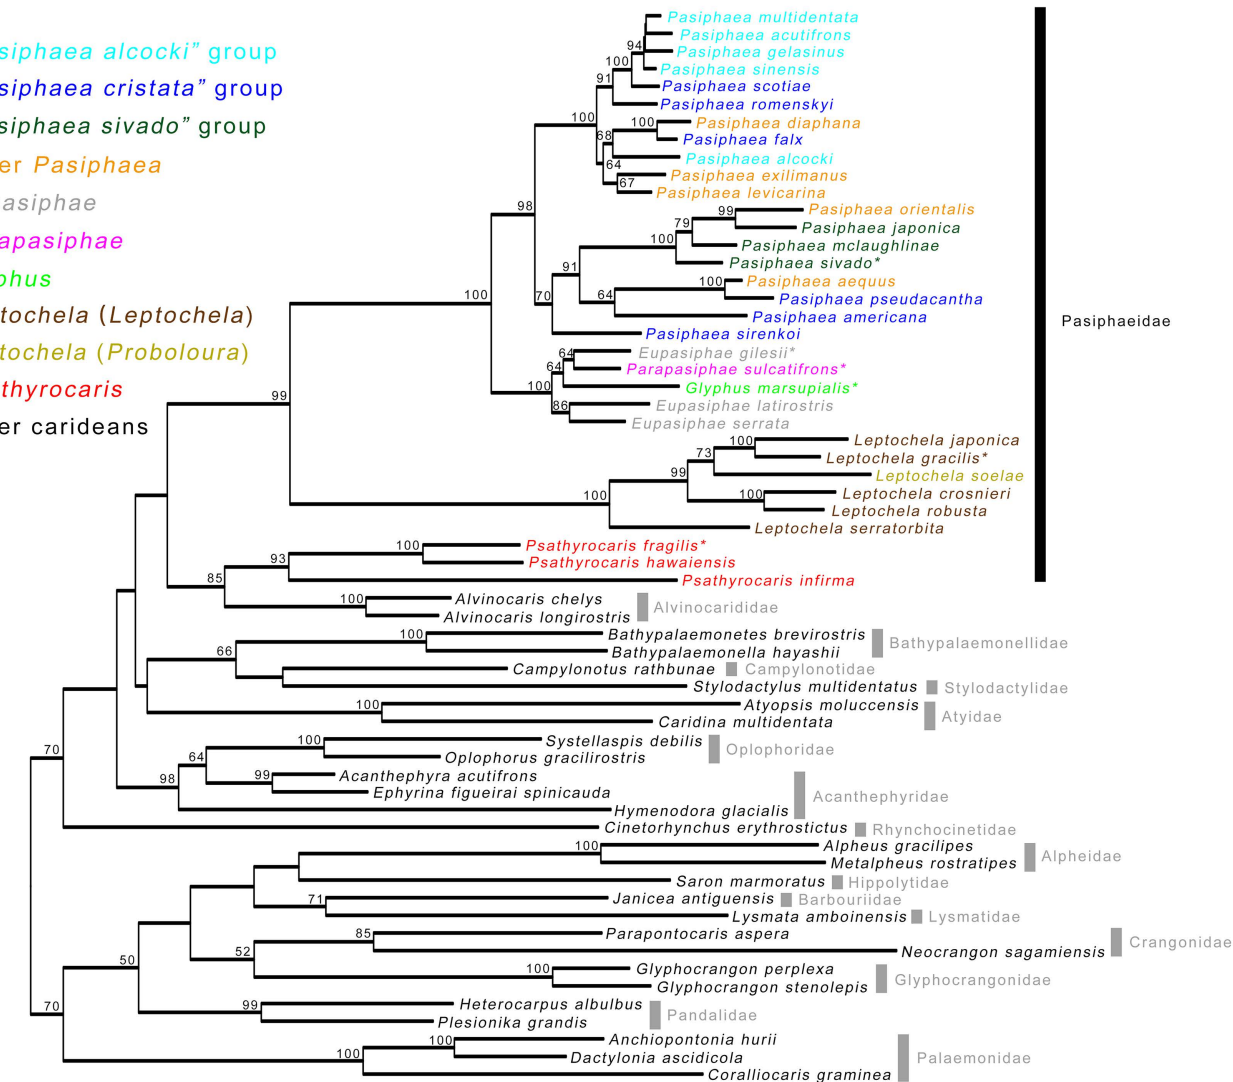 siphaea alcocki” group
siphaea cristata” group
siphaea sivado” group
er Pasiphaea
asiphae
apasiphae
phus
tochela (Leptochela)
tochela (Proboloura)
thyrocaris
er carideans
Pasiphaea multidentata
Pasiphaea acutifrons
94
Pasiphaea gelasinus
100
Pasiphaea sinensis
91
Pasiphaea scotiae
Pasiphaea romenskyi
100
100
Pasiphaea diaphana
68
Pasiphaea falx
Pasiphaea alcocki
64
Pasiphaea exilimanus
67
Pasiphaea levicarina
98
99
Pasiphaea orientalis
79
Pasiphaea japonica
100
Pasiphaea mclaughlinae
Pasiphaea sivado*
91
100
Pasiphaea aequus
100
70
64
Pasiphaea pseudacantha
Pasiphaea americana
Pasiphaea sirenkoi
Pasiphaeidae
64
Eupasiphae gilesii*
64
Parapasiphae sulcatifrons*
100
Glyphus marsupialis*
99
86
Eupasiphae latirostris
Eupasiphae serrata
100
Leptochela japonica
73
Leptochela gracilis*
99
Leptochela soelae
100
100
Leptochela crosnieri
Leptochela robusta
Leptochela serratorbita
100
Psathyrocaris fragilis*
93
Psathyrocaris hawaiensis
85
Psathyrocaris infirma
100
Alvinocaris chelys
Alvinocarididae
Alvinocaris longirostris
100
Bathypalaemonetes brevirostris
Bathypalaemonellidae
66
Bathypalaemonella hayashii
Campylonotus rathbunae
Campylonotidae
Stylodactylus multidentatus
Stylodactylidae
100
Atyopsis moluccensis
Atyidae
Caridina multidentata
70
100
Systellaspis debilis
Oplophoridae
64
Oplophorus gracilirostris
98
99
Acanthephyra acutifrons
Ephyrina figueirai spinicauda
Acanthephyridae
Hymenodora glacialis
Cinetorhynchus erythrostictus
Rhynchocinetidae
100
Alpheus gracilipes
Alpheidae
Metalpheus rostratipes
Saron marmoratus
Hippolytidae
71
Janicea antiguensis
Barbouriidae
Lysmata amboinensis
Lysmatidae
85
Parapontocaris aspera
Crangonidae
52
Neocrangon sagamiensis
50
100
Glyphocrangon perplexa
Glyphocrangonidae
Glyphocrangon stenolepis
70
99
Heterocarpus albulbus
Pandalidae
Plesionika grandis
100
Anchiopontonia hurii
100
Dactylonia ascidicola
Palaemonidae
Coralliocaris graminea